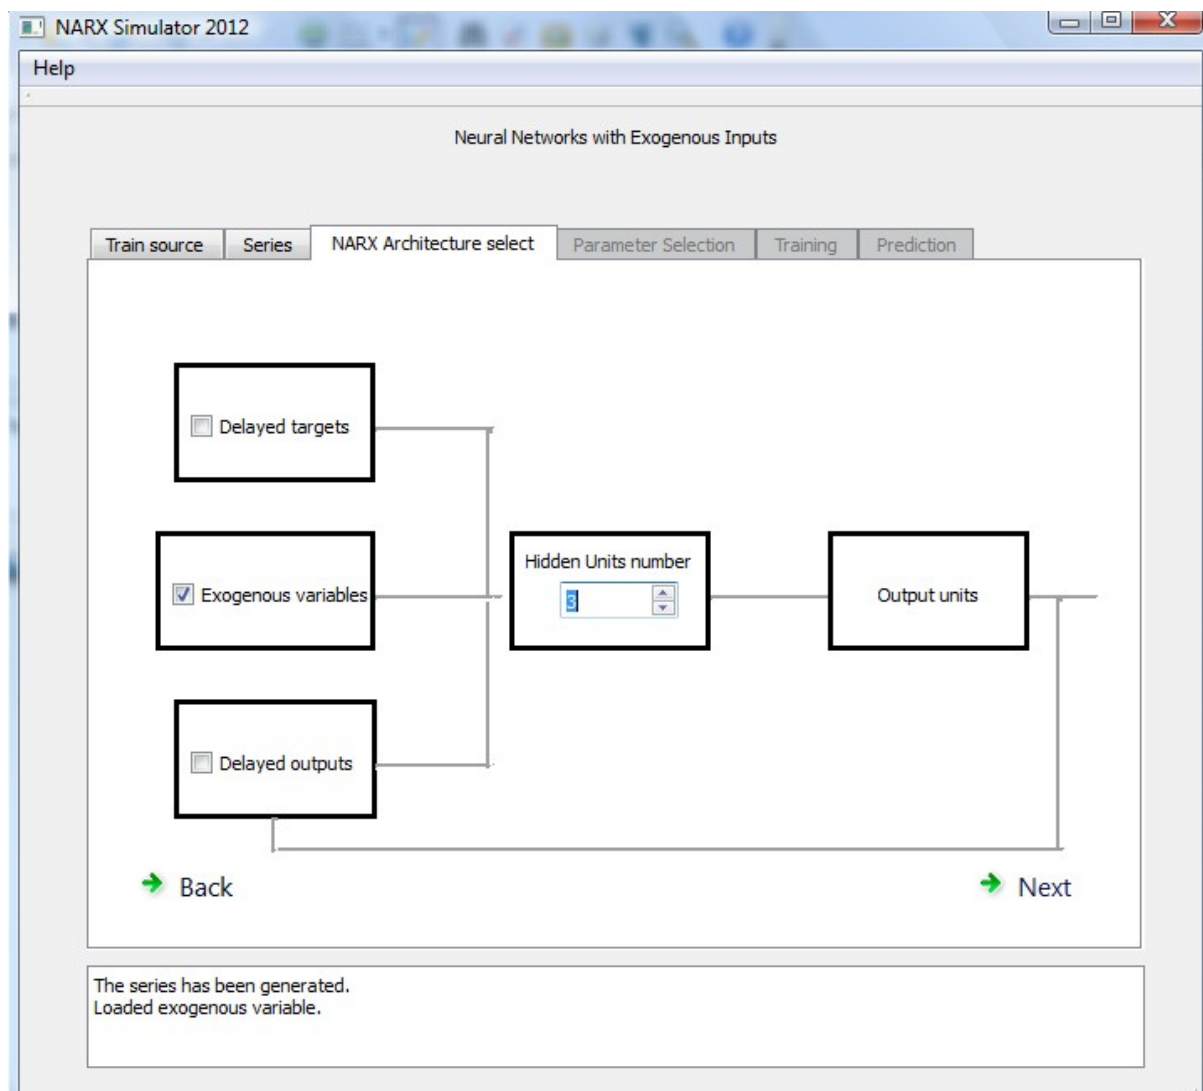 NARX Simulator 2012
Help
Neural Networks with Exogenous Inputs
Train source Series NARX Architecture select Parameter Selection Training Prediction
Delayed targets
Exogenous variables
Hidden Units number
3
Output units
Delayed outputs
Back
Next
The series has been generated.
Loaded exogenous variable.